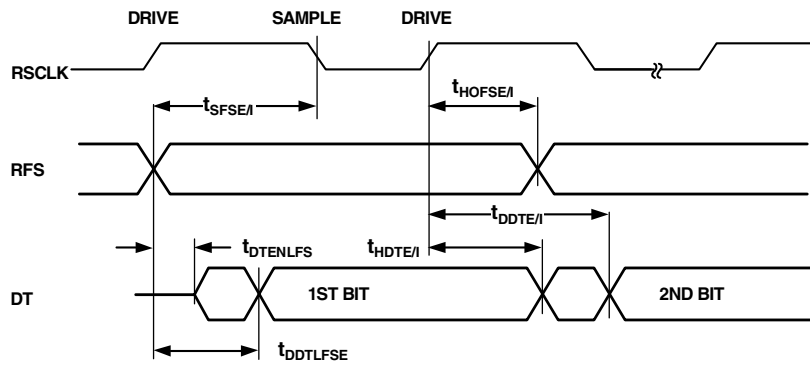 DRIVE SAMPLE DRIVE
RSCLK
tSFSE/I tHOFSE/I
RFS
tDDTE/I
tDTENLFS tHDTE/I
DT 1ST BIT 2ND BIT
tDDTLFSE